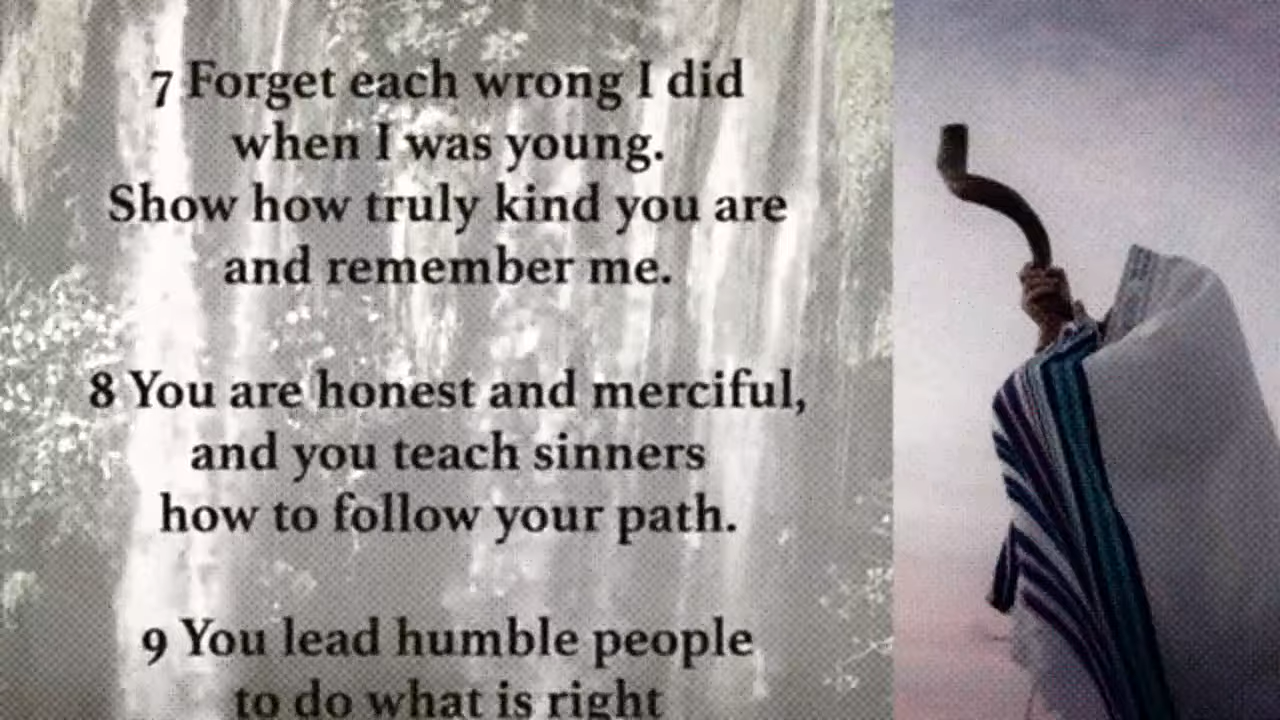 7 Forget each wrong I did
when I was young.
Show how truly kind you are
and remember me.
8 You are honest and merciful,
and you teach sinners
how to follow your path.
9 You lead humble people
to do what is right